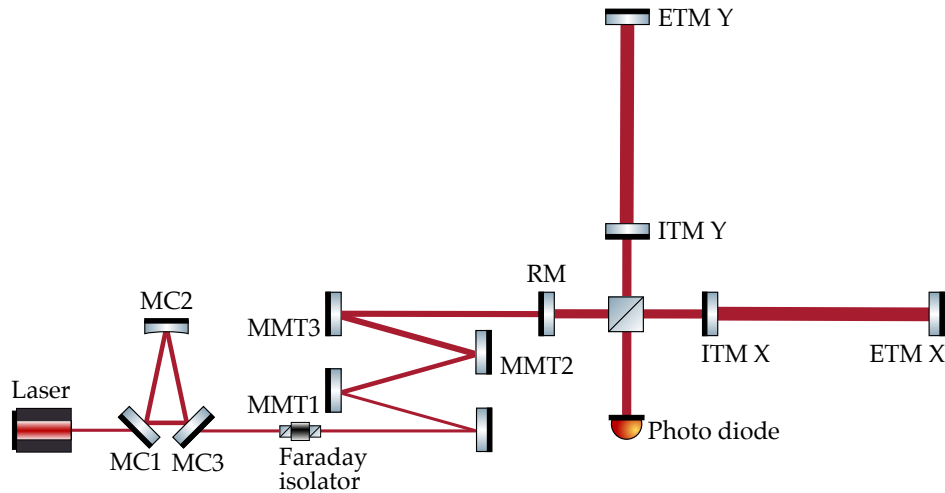 ETM Y
ITM Y
RM
MC2
MMT3
MMT2
ITM X
ETM X
Laser
MMT1
MC1
MC3
Faraday
isolator
Photo diode